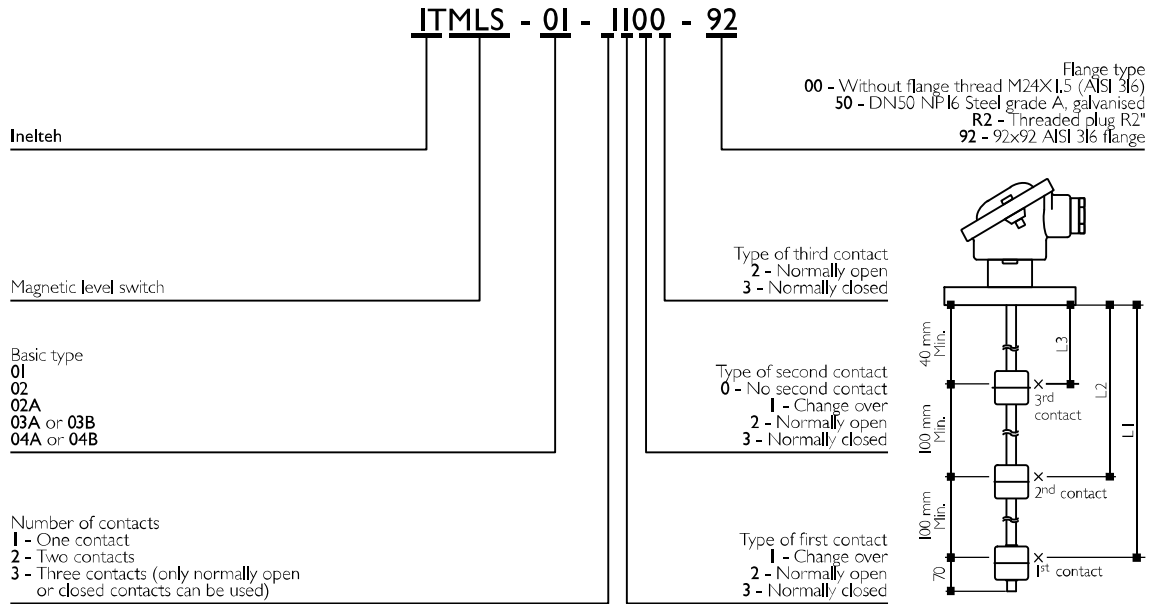 ITMLS - 01 - 1100 - 92
Flange type
00 - Without flange thread M24X1.5 (AISI 316)
50 - DN50 NP16 Steel grade A, galvanised
R2 - Threaded plug R2"
92 - 92x92 AISI 316 flange
Inelteh
Magnetic level switch
Type of third contact
2 - Normally open
3 - Normally closed
Basic type
01
02
02A
03A or 03B
04A or 04B
Type of second contact
0 - No second contact
1 - Change over
2 - Normally open
3 - Normally closed
Number of contacts
1 - One contact
2 - Two contacts
3 - Three contacts (only normally open
or closed contacts can be used)
Type of first contact
1 - Change over
2 - Normally open
3 - Normally closed
40 mm
Min.
L3
L2
L1
3rd
contact
100 mm
Min.
2nd contact
100 mm
Min.
1st contact
70